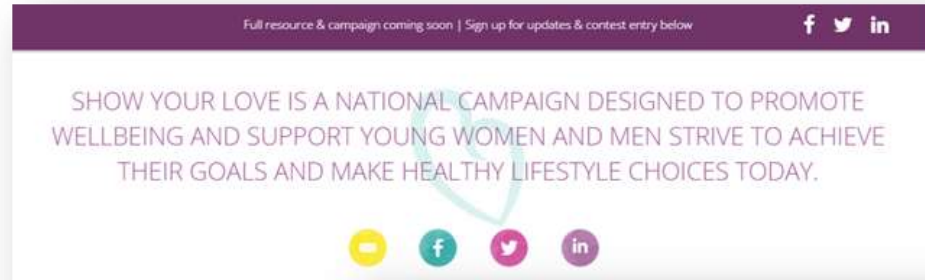 Full resource & campaign coming soon | Sign up for updates & contest entry below
SHOW YOUR LOVE IS A NATIONAL CAMPAIGN DESIGNED TO PROMOTE
WELLBEING AND SUPPORT YOUNG WOMEN AND MEN STRIVE TO ACHIEVE
THEIR GOALS AND MAKE HEALTHY LIFESTYLE CHOICES TODAY.